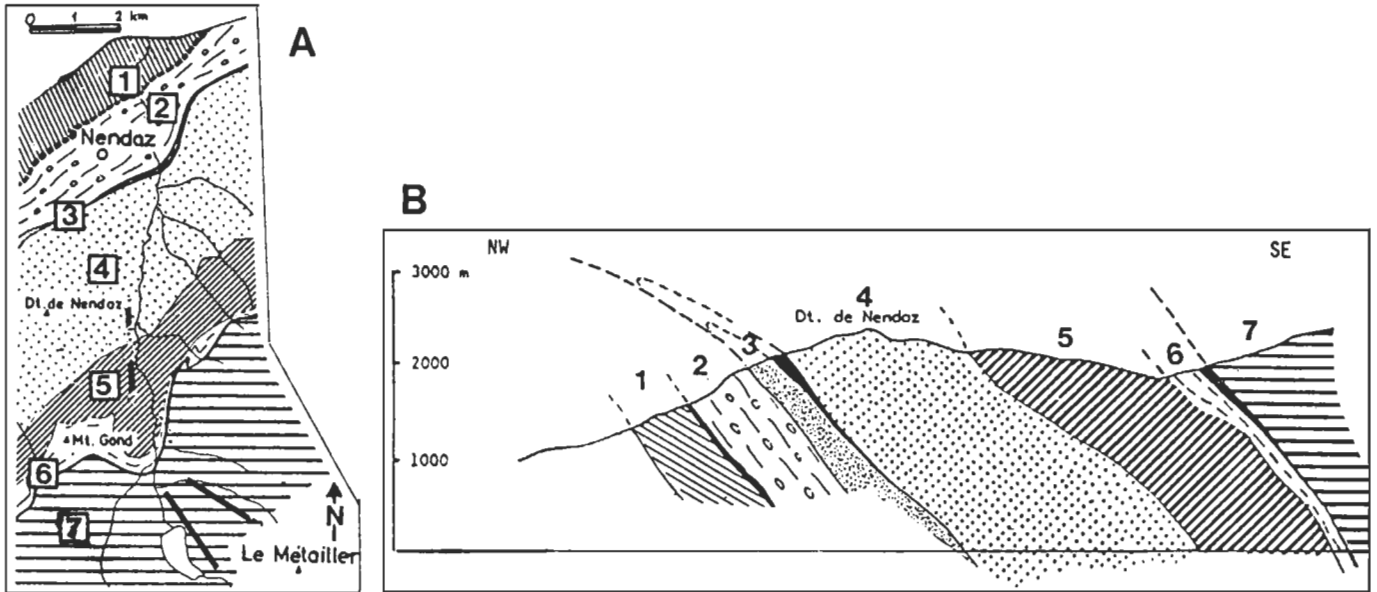 0 1 2 km
A
1
2
Nendaz
3
4
Dt. de Nendaz
5
Mt. Gond
6
7
N
Le Métailler
B
NW SE
3000 m
2000
1000
4
Dt. de Nendaz
1 2 3 5 6 7